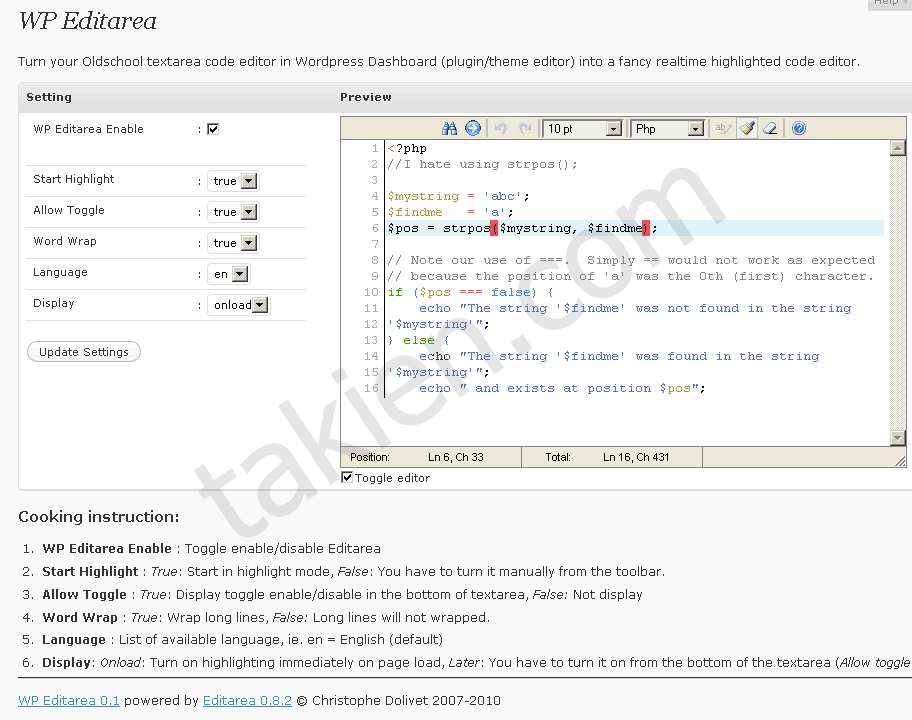 Help
WP Editarea
Turn your Oldschool textarea code editor in Wordpress Dashboard (plugin/theme editor) into a fancy realtime highlighted code editor.
Setting
WP Editarea Enable :
Start Highlight : true
Allow Toggle : true
Word Wrap : true
Language : en
Display : onload
Update Settings
Preview
10 pt Php ab
1 <?php
2 //I hate using strpos();
3
4 $mystring = 'abc';
5 $findme   = 'a';
6 $pos = strpos($mystring, $findme);
7
8 // Note our use of ===.  Simply == would not work as expected
9 // because the position of 'a' was the 0th (first) character.
10 if ($pos === false) {
11     echo "The string '$findme' was not found in the string
12 '$mystring'";
13 } else {
14     echo "The string '$findme' was found in the string
15 '$mystring'";
16     echo " and exists at position $pos";
Position: Ln 6, Ch 33 Total: Ln 16, Ch 431
Toggle editor
takien.com
Cooking instruction:
1. WP Editarea Enable : Toggle enable/disable Editarea
2. Start Highlight : True: Start in highlight mode, False: You have to turn it manually from the toolbar.
3. Allow Toggle : True: Display toggle enable/disable in the bottom of textarea, False: Not display
4. Word Wrap : True: Wrap long lines, False: Long lines will not wrapped.
5. Language : List of available language, ie. en = English (default)
6. Display: Onload: Turn on highlighting immediately on page load, Later: You have to turn it on from the bottom of the textarea (Allow toggle
WP Editarea 0.1 powered by Editarea 0.8.2 © Christophe Dolivet 2007-2010